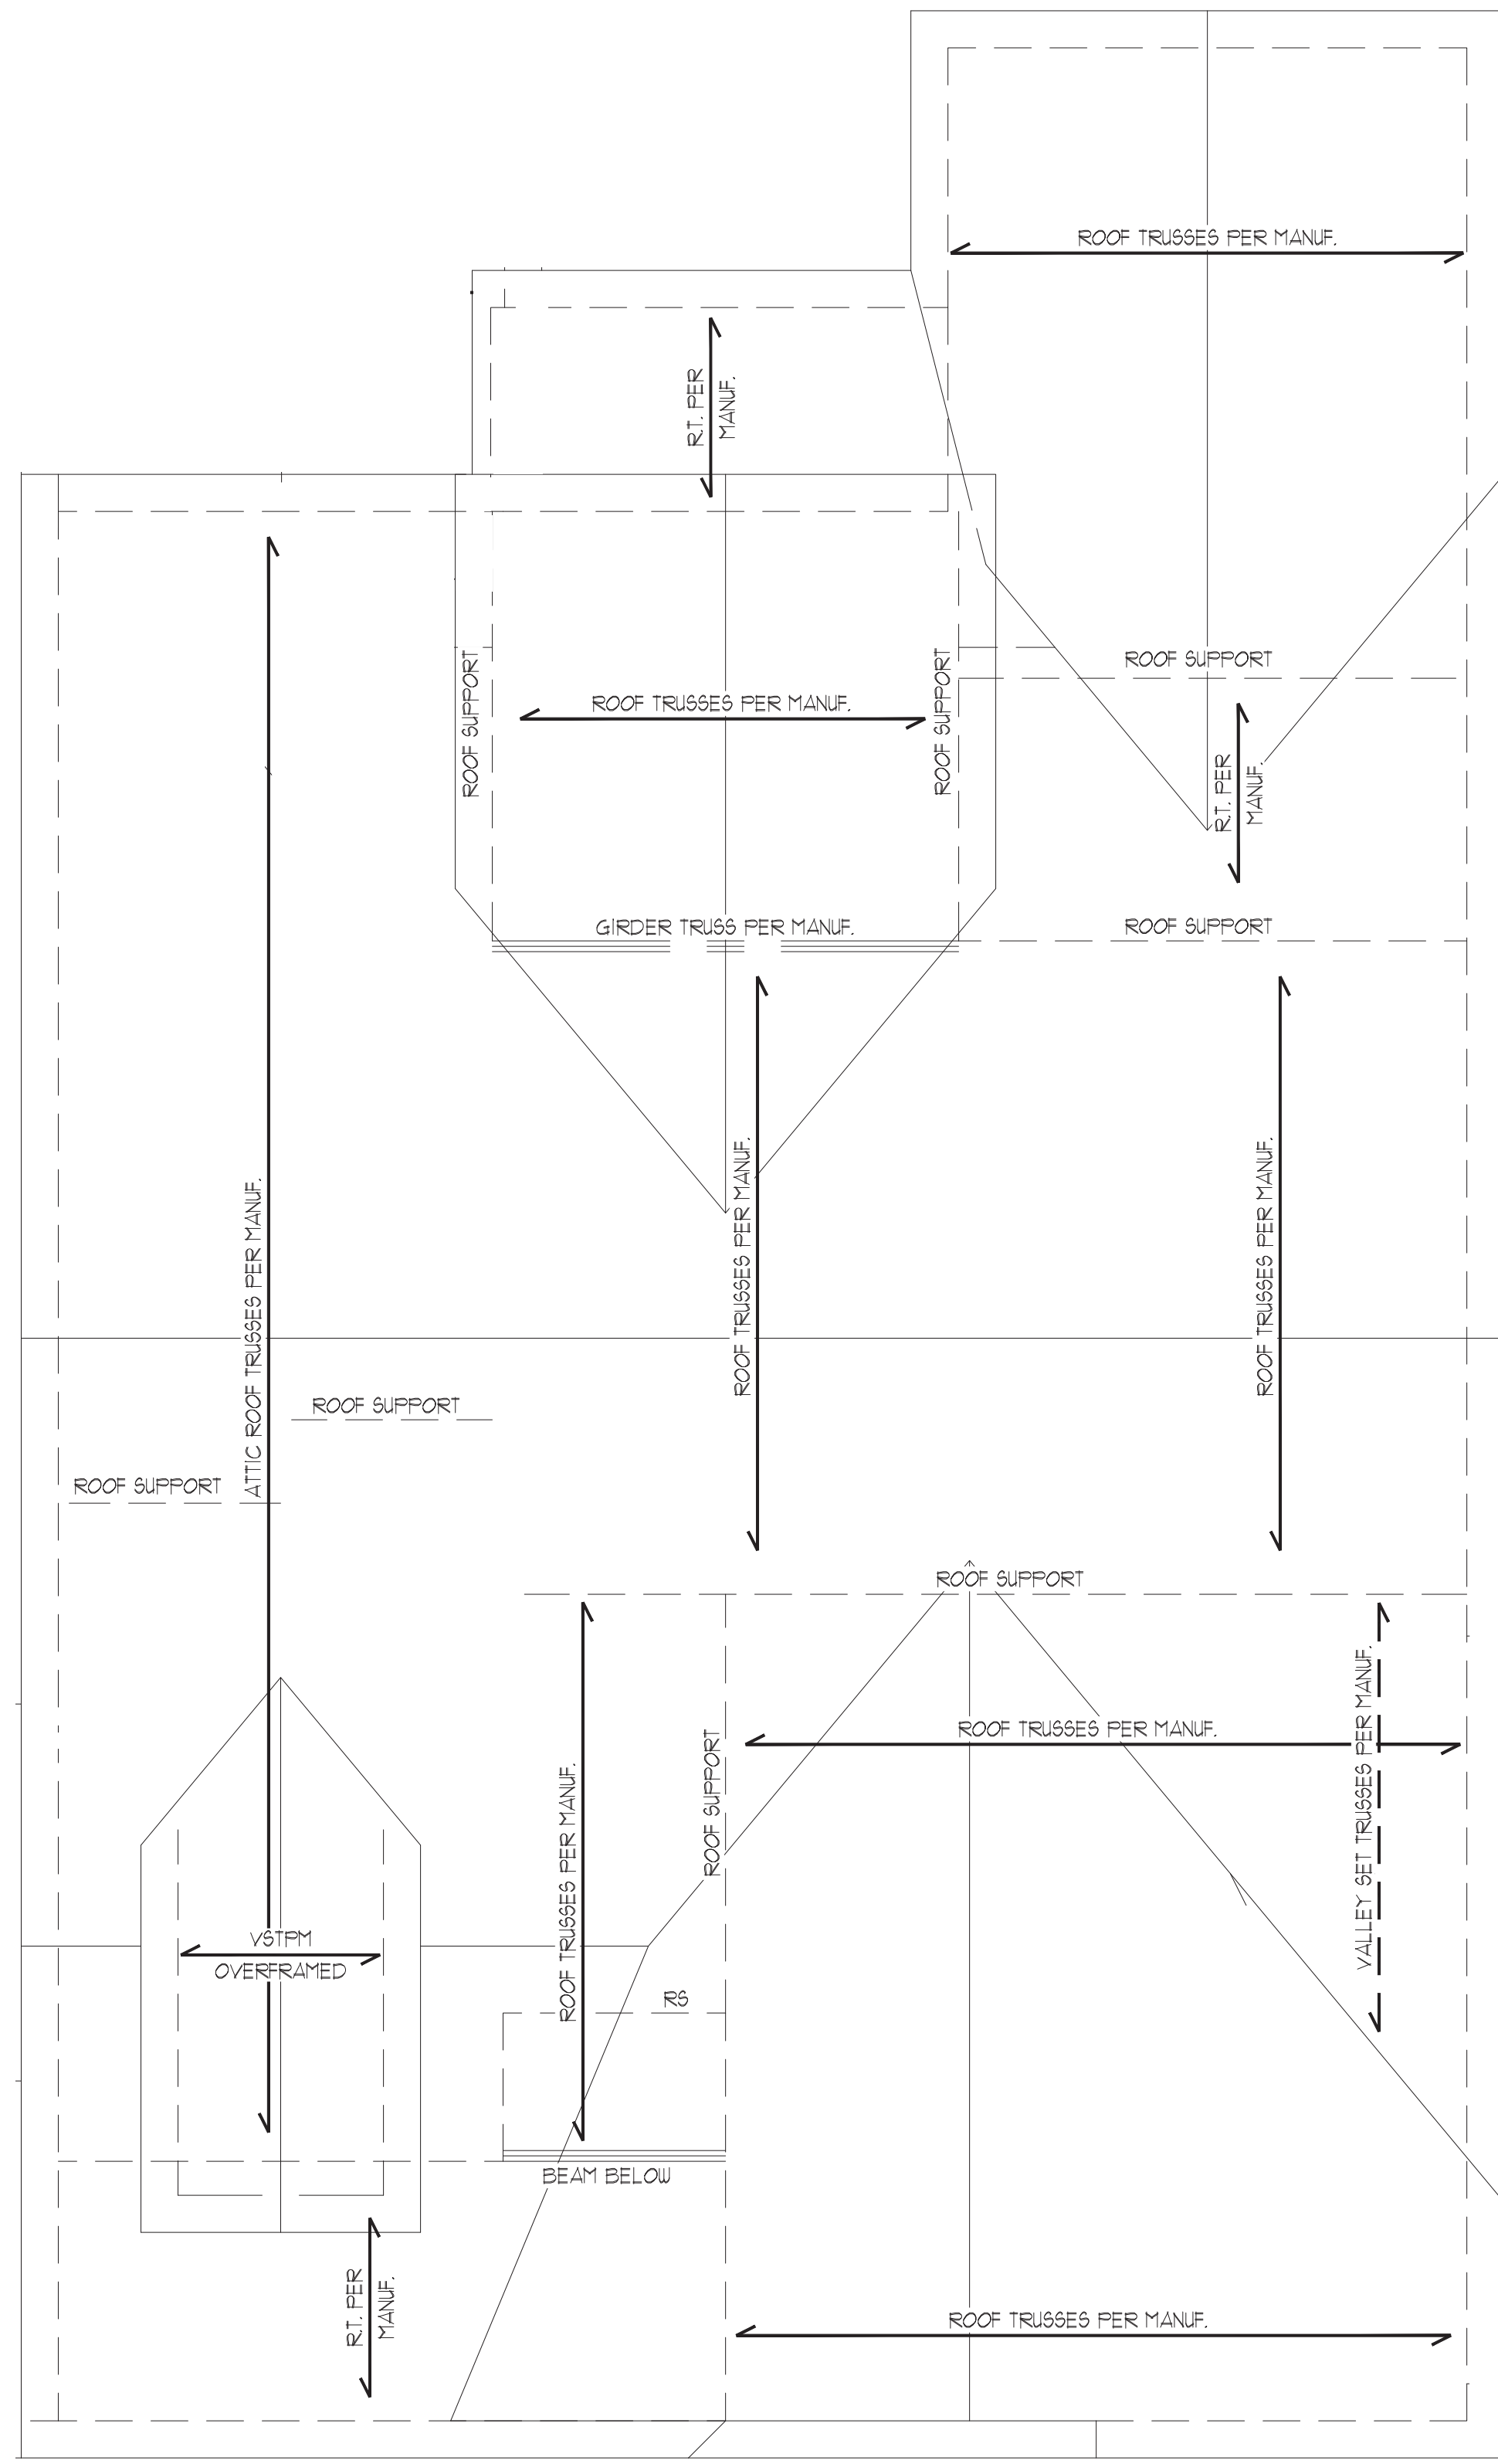 ROOF TRUSSES PER MANUF.
R.T. PER
MANUF.
ROOF SUPPORT
ROOF SUPPORT
ROOF SUPPORT
ROOF TRUSSES PER MANUF.
R.T. PER
MANUF.
GIRDER TRUSS PER MANUF.
ROOF SUPPORT
ATTIC ROOF TRUSSES PER MANUF.
ROOF TRUSSES PER MANUF.
ROOF TRUSSES PER MANUF.
ROOF SUPPORT
ROOF SUPPORT
ROOF SUPPORT
ROOF TRUSSES PER MANUF.
ROOF SUPPORT
ROOF TRUSSES PER MANUF.
VALLEY SET TRUSSES PER MANUF.
VSTPM
OVERFRAMED
RS
BEAM BELOW
R.T. PER
MANUF.
ROOF TRUSSES PER MANUF.